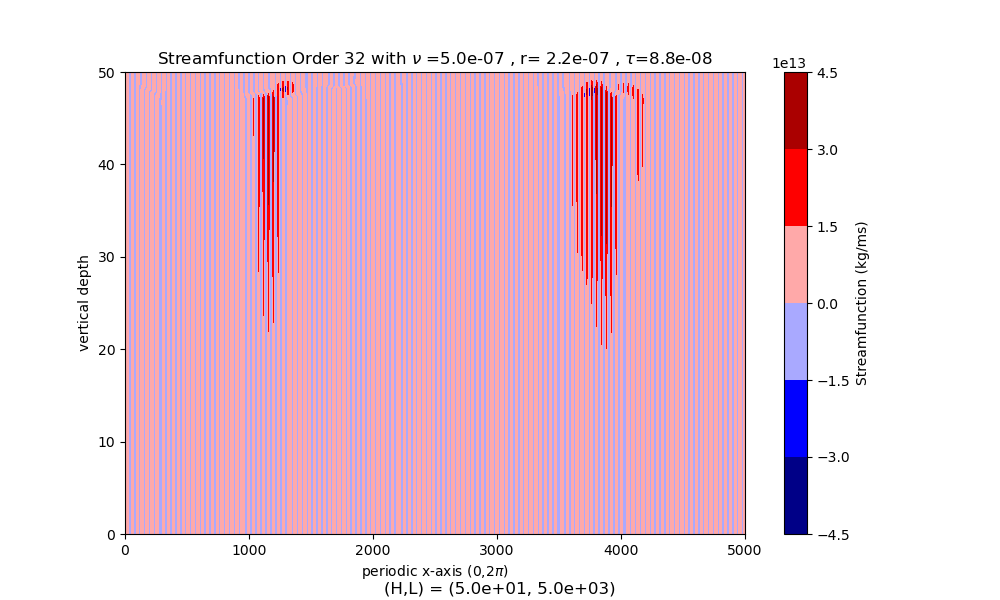 Streamfunction Order 32 with ν =5.0e-07 , r= 2.2e-07 , τ=8.8e-08
1e13
50
40
30
20
10
0
vertical depth
0 1000 2000 3000 4000 5000
periodic x-axis (0,2π)
(H,L) = (5.0e+01, 5.0e+03)
4.5
3.0
1.5
0.0
−1.5
−3.0
−4.5
Streamfunction (kg/ms)